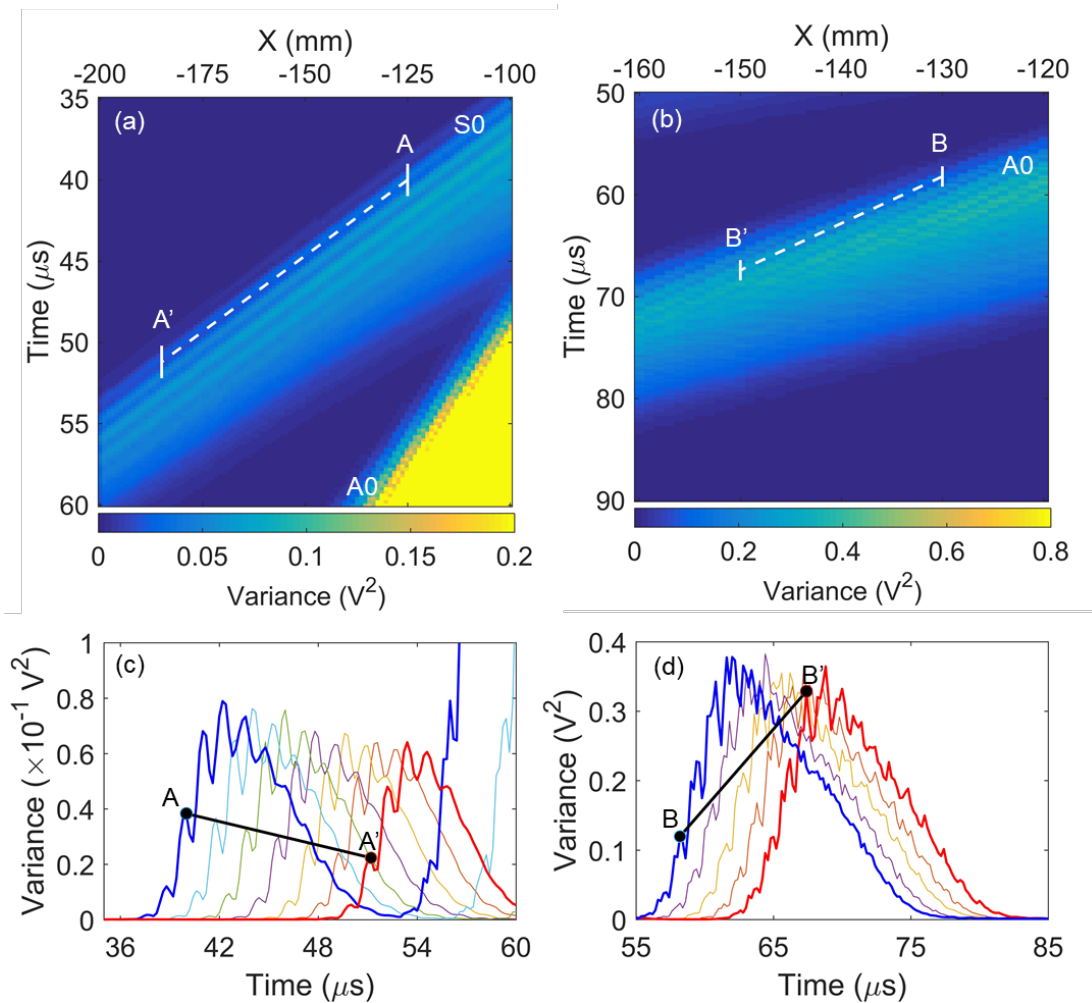 X (mm)
-200 -175 -150 -125 -100
35
40
45
50
55
60
Time (μs)
(a)
S0
A
A'
A0
0 0.05 0.1 0.15 0.2
Variance (V²)
X (mm)
-160 -150 -140 -130 -120
50
60
70
80
90
Time (μs)
(b)
B
A0
B'
0 0.2 0.4 0.6 0.8
Variance (V²)
1
0.8
0.6
0.4
0.2
0
Variance (× 10⁻¹ V²)
(c)
A
A'
36 42 48 54 60
Time (μs)
0.4
0.3
0.2
0.1
0
Variance (V²)
(d)
B'
B
55 65 75 85
Time (μs)